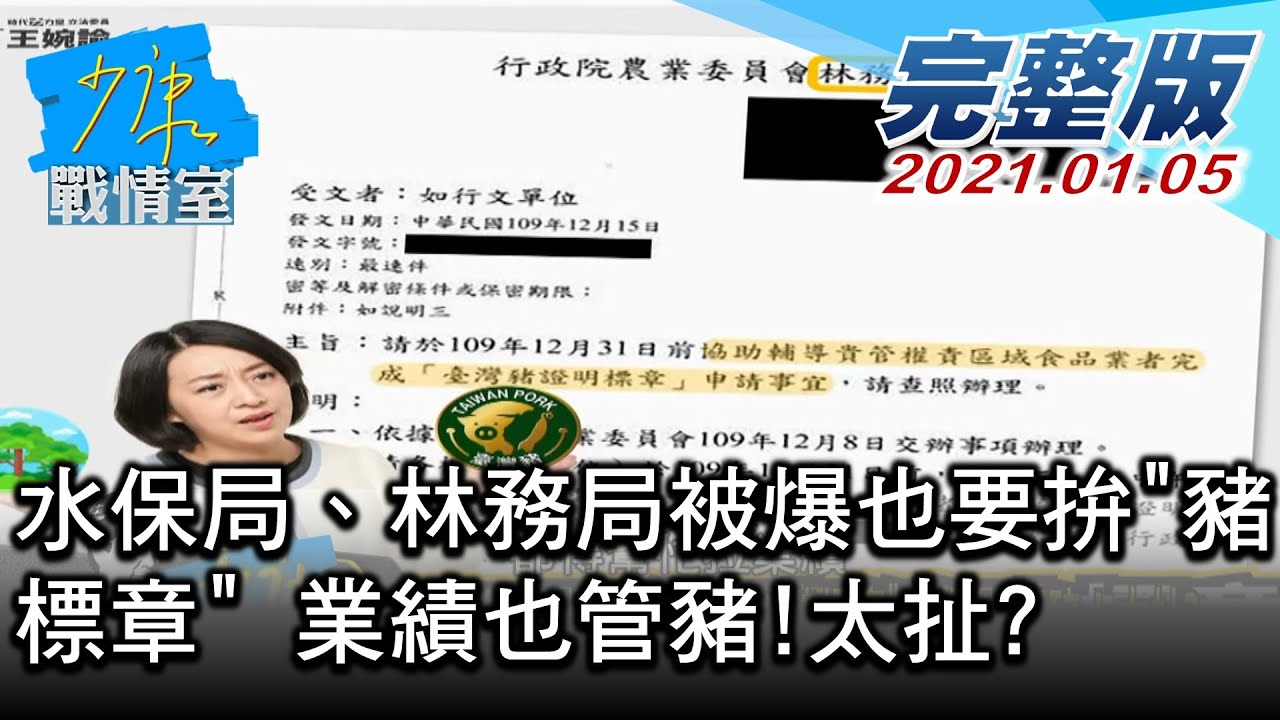 時代力量 立法委員
王婉諭
少康
戰情室
完整版
2021.01.05
行政院農業委員會林務
受文者：如行文單位
發文日期：中華民國109年12月15日
發文字號：
速別：最速件
密等及解密條件或保密期限：
附件：如說明三
主旨：請於109年12月31日前協助輔導貴管權責區域食品業者完
成「臺灣豬證明標章」申請事宜，請查照辦理。
明：
一、依據 業委員會109年12月8日交辦事項辦理。
TAIWAN PORK
臺灣豬
水保局、林務局被爆也要拚"豬
標章" 業績也管豬!太扯?